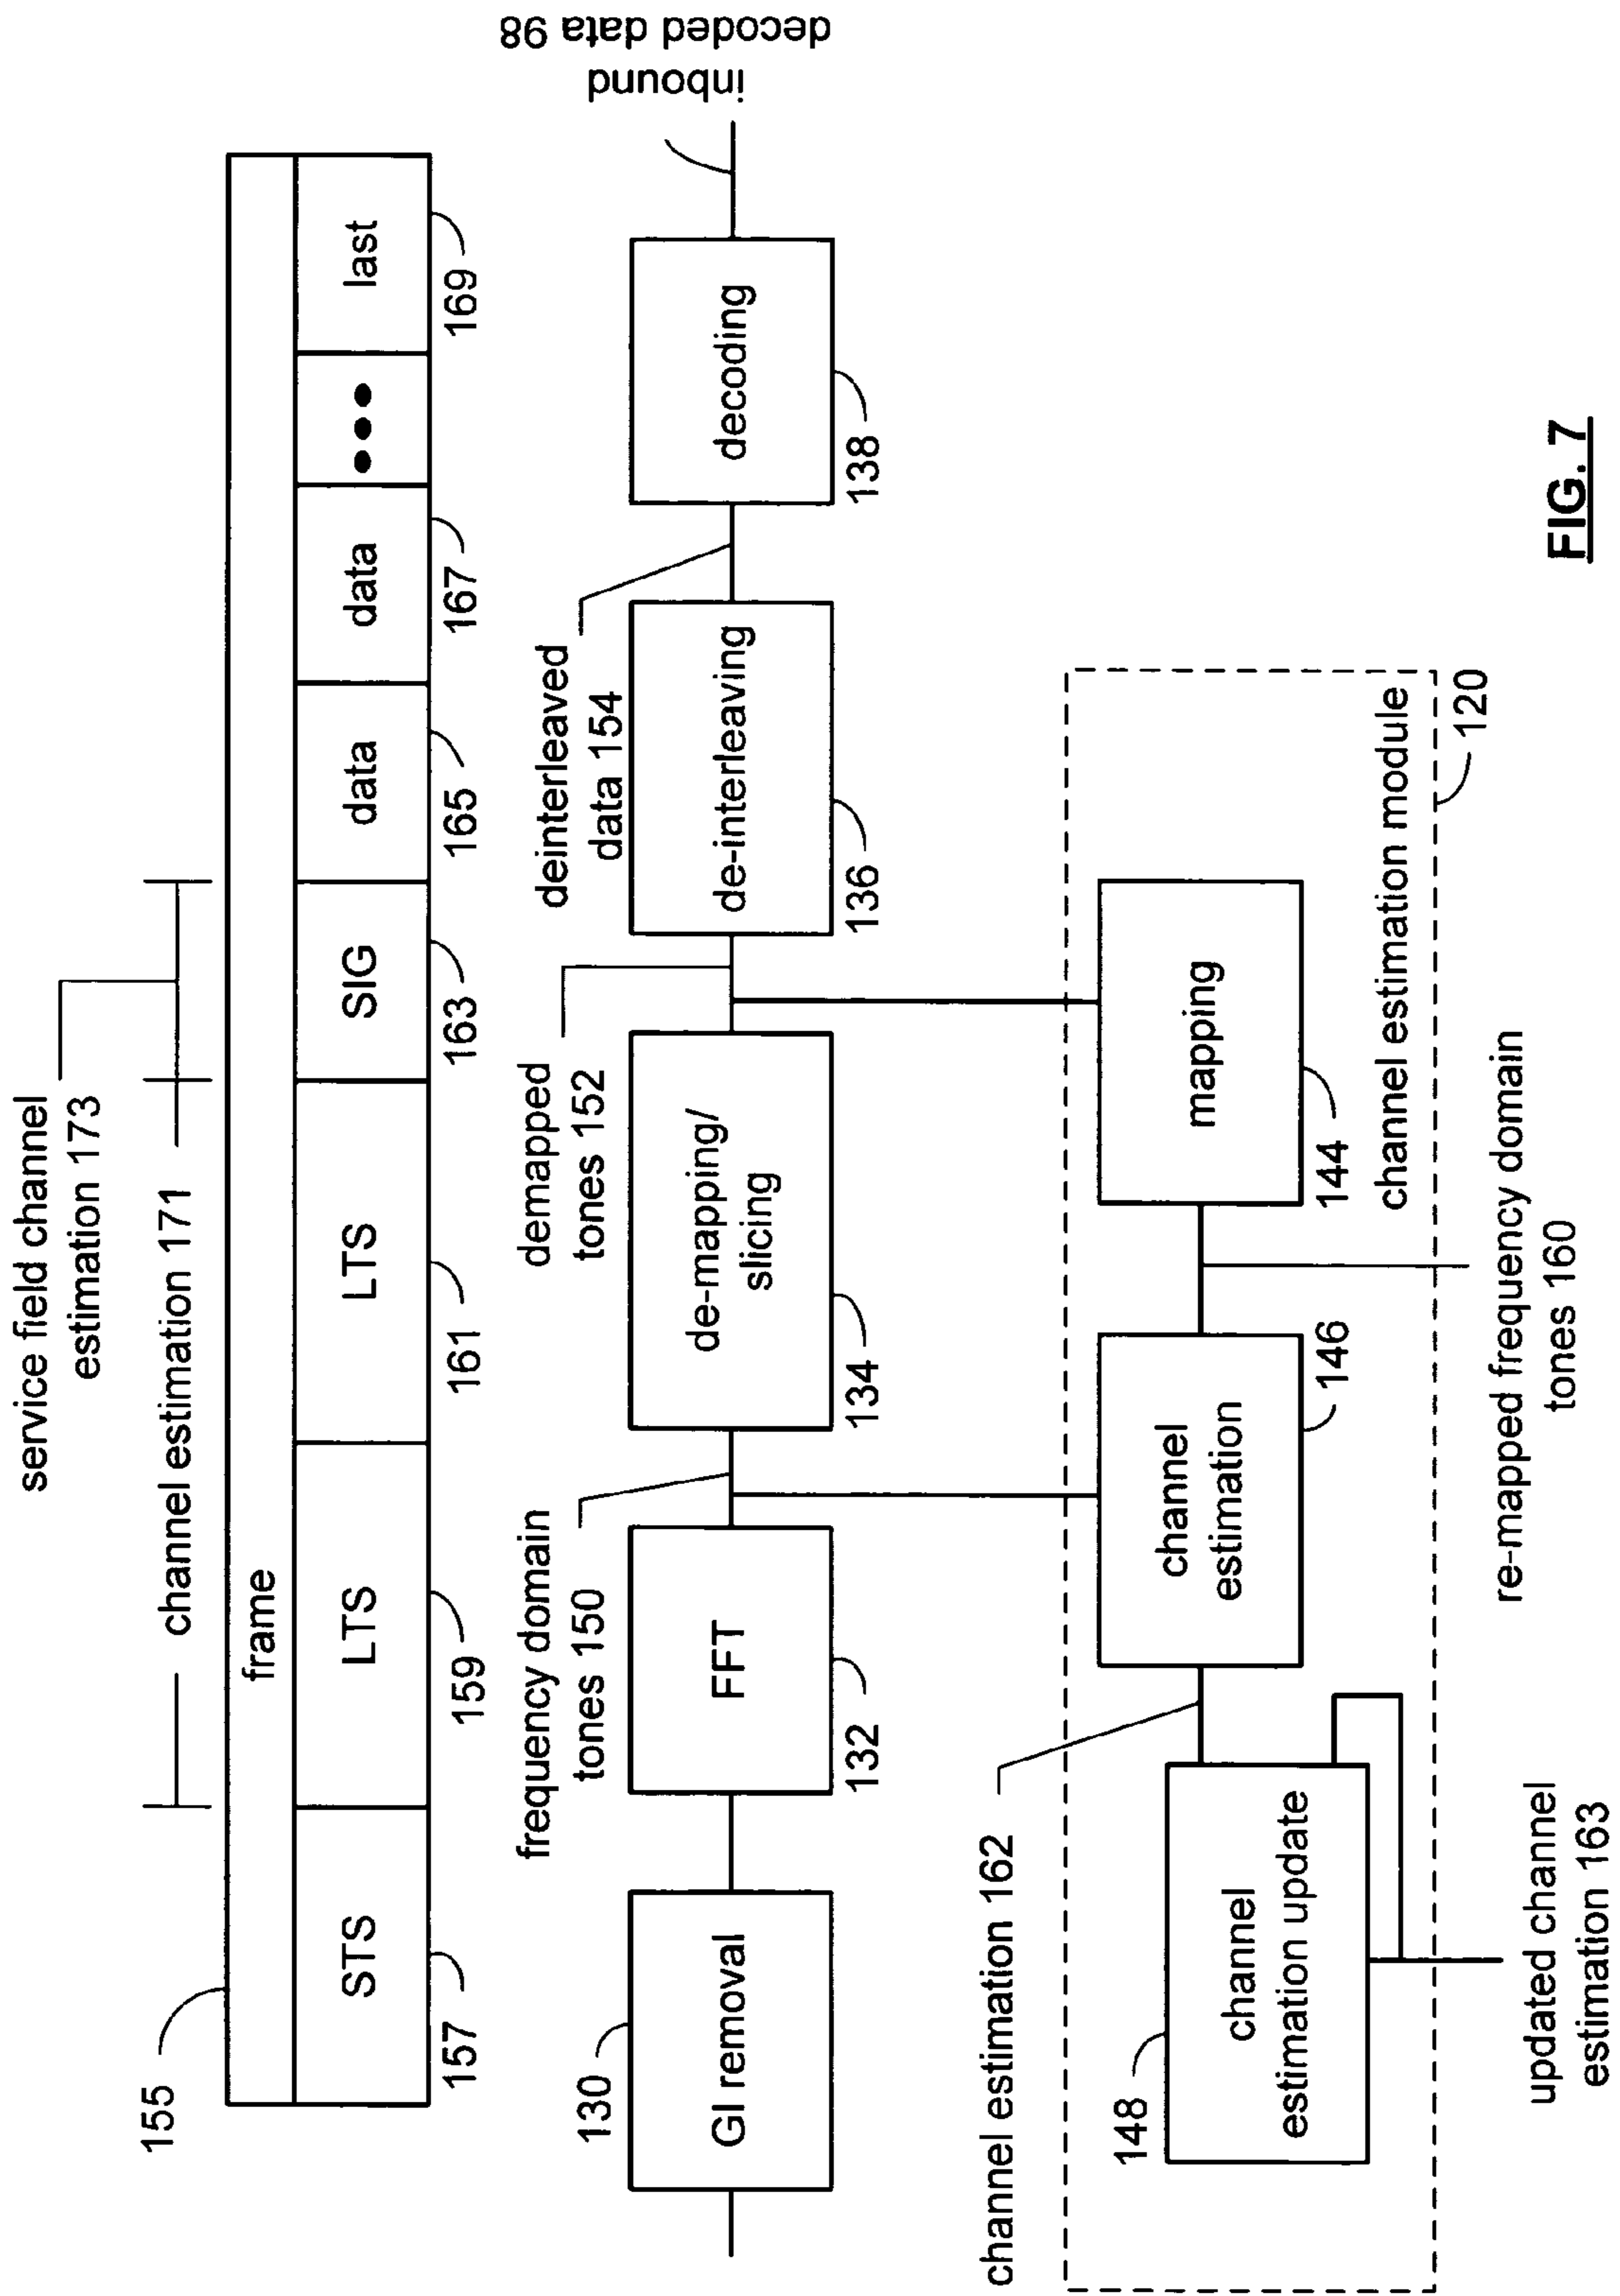 service field channel
estimation 173
channel estimation 171
155
frame
STS
LTS
LTS
SIG
data
data
last
157
159
161
163
165
167
169
frequency domain
tones 150
demapped
tones 152
deinterleaved
data 154
inbound
decoded data 98
130
GI removal
FFT
de-mapping/
slicing
de-interleaving
decoding
132
134
136
138
channel estimation 162
148
channel
estimation update
channel
estimation
mapping
146
144
channel estimation module
120
updated channel
estimation 163
re-mapped frequency domain
tones 160
FIG. 7